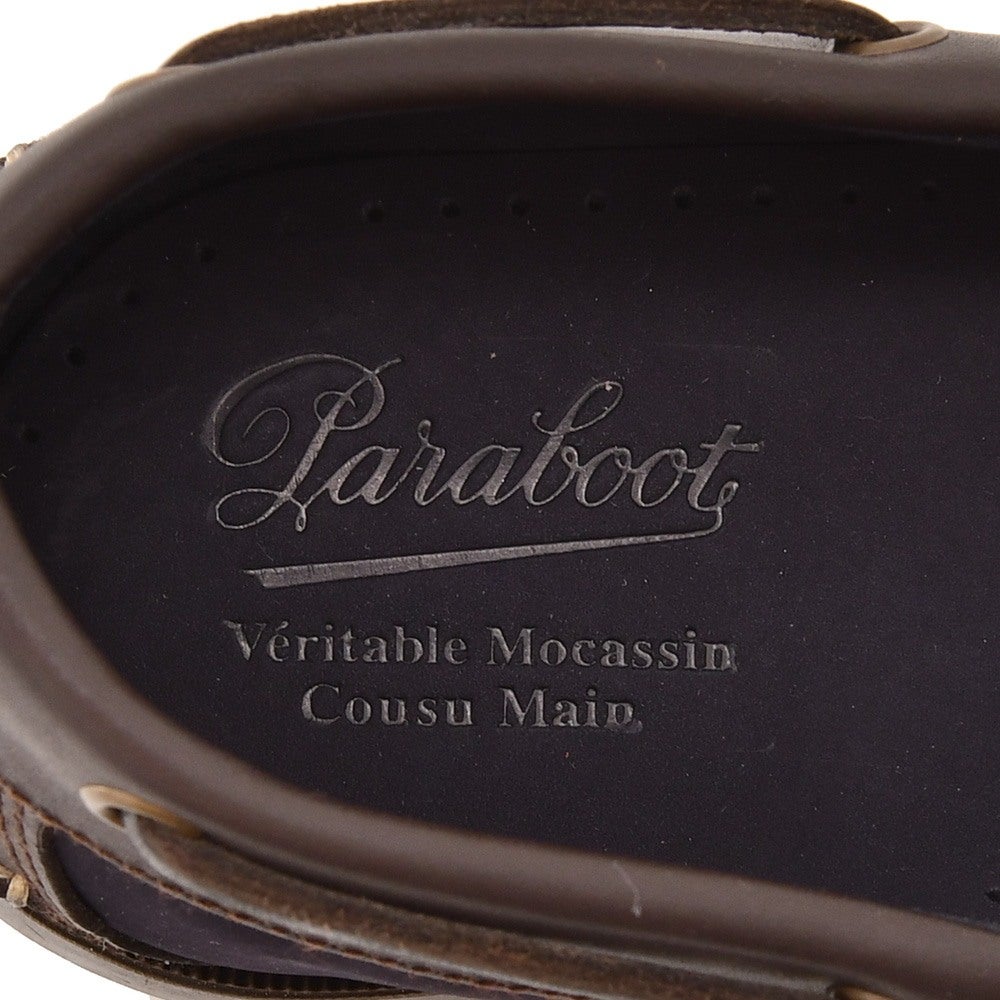 Paraboot
Véritable Mocassin
Cousu Main